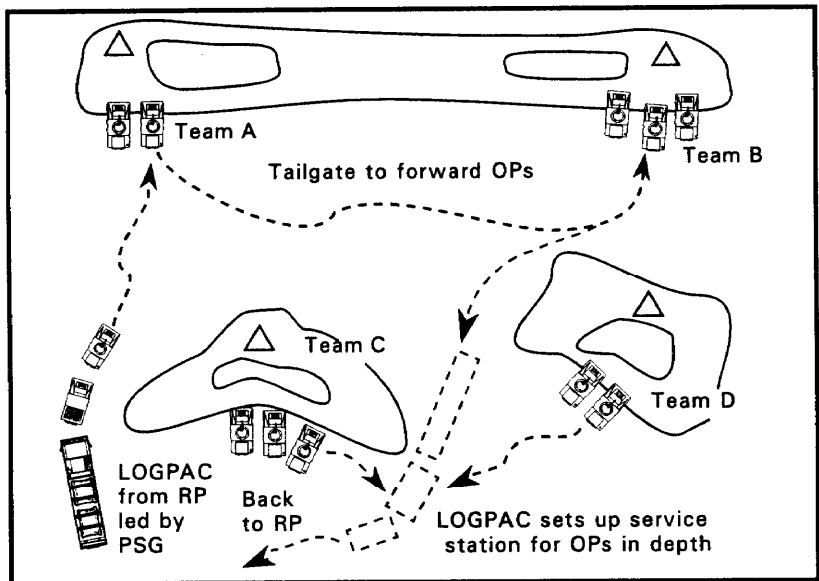 Team A
Team B
Tailgate to forward OPs
Team C
Team D
LOGPAC
from RP
led by
PSG
Back
to RP
LOGPAC sets up service
station for OPs in depth